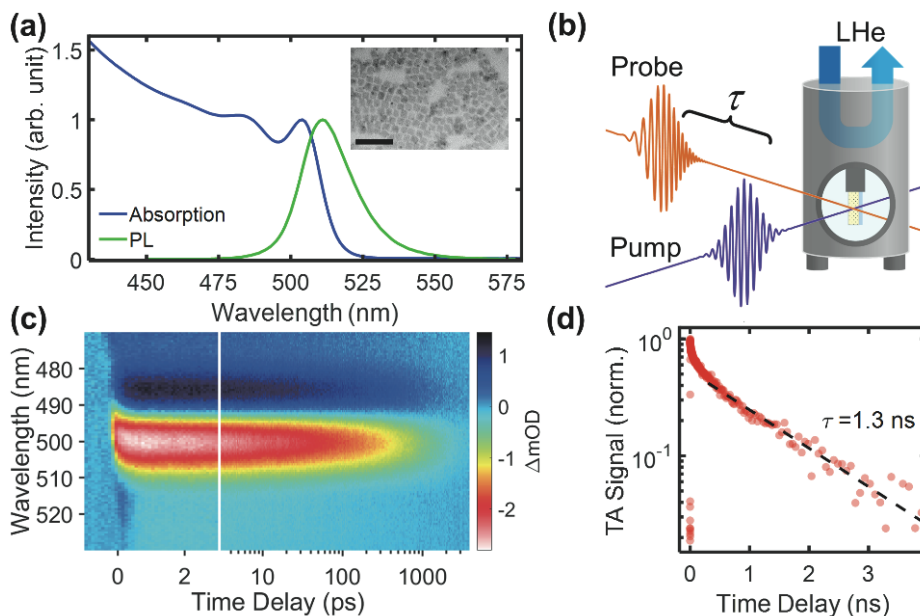 (a)
Intensity (arb. unit)
1.5
1
0.5
0
Absorption
PL
450 475 500 525 550 575
Wavelength (nm)
(b)
LHe
Probe
τ
Pump
(c)
Wavelength (nm)
480
490
500
510
520
0 2 10 100 1000
Time Delay (ps)
1
0
-1
-2
ΔmOD
(d)
TA Signal (norm.)
10⁰
10⁻¹
τ =1.3 ns
0 1 2 3
Time Delay (ns)